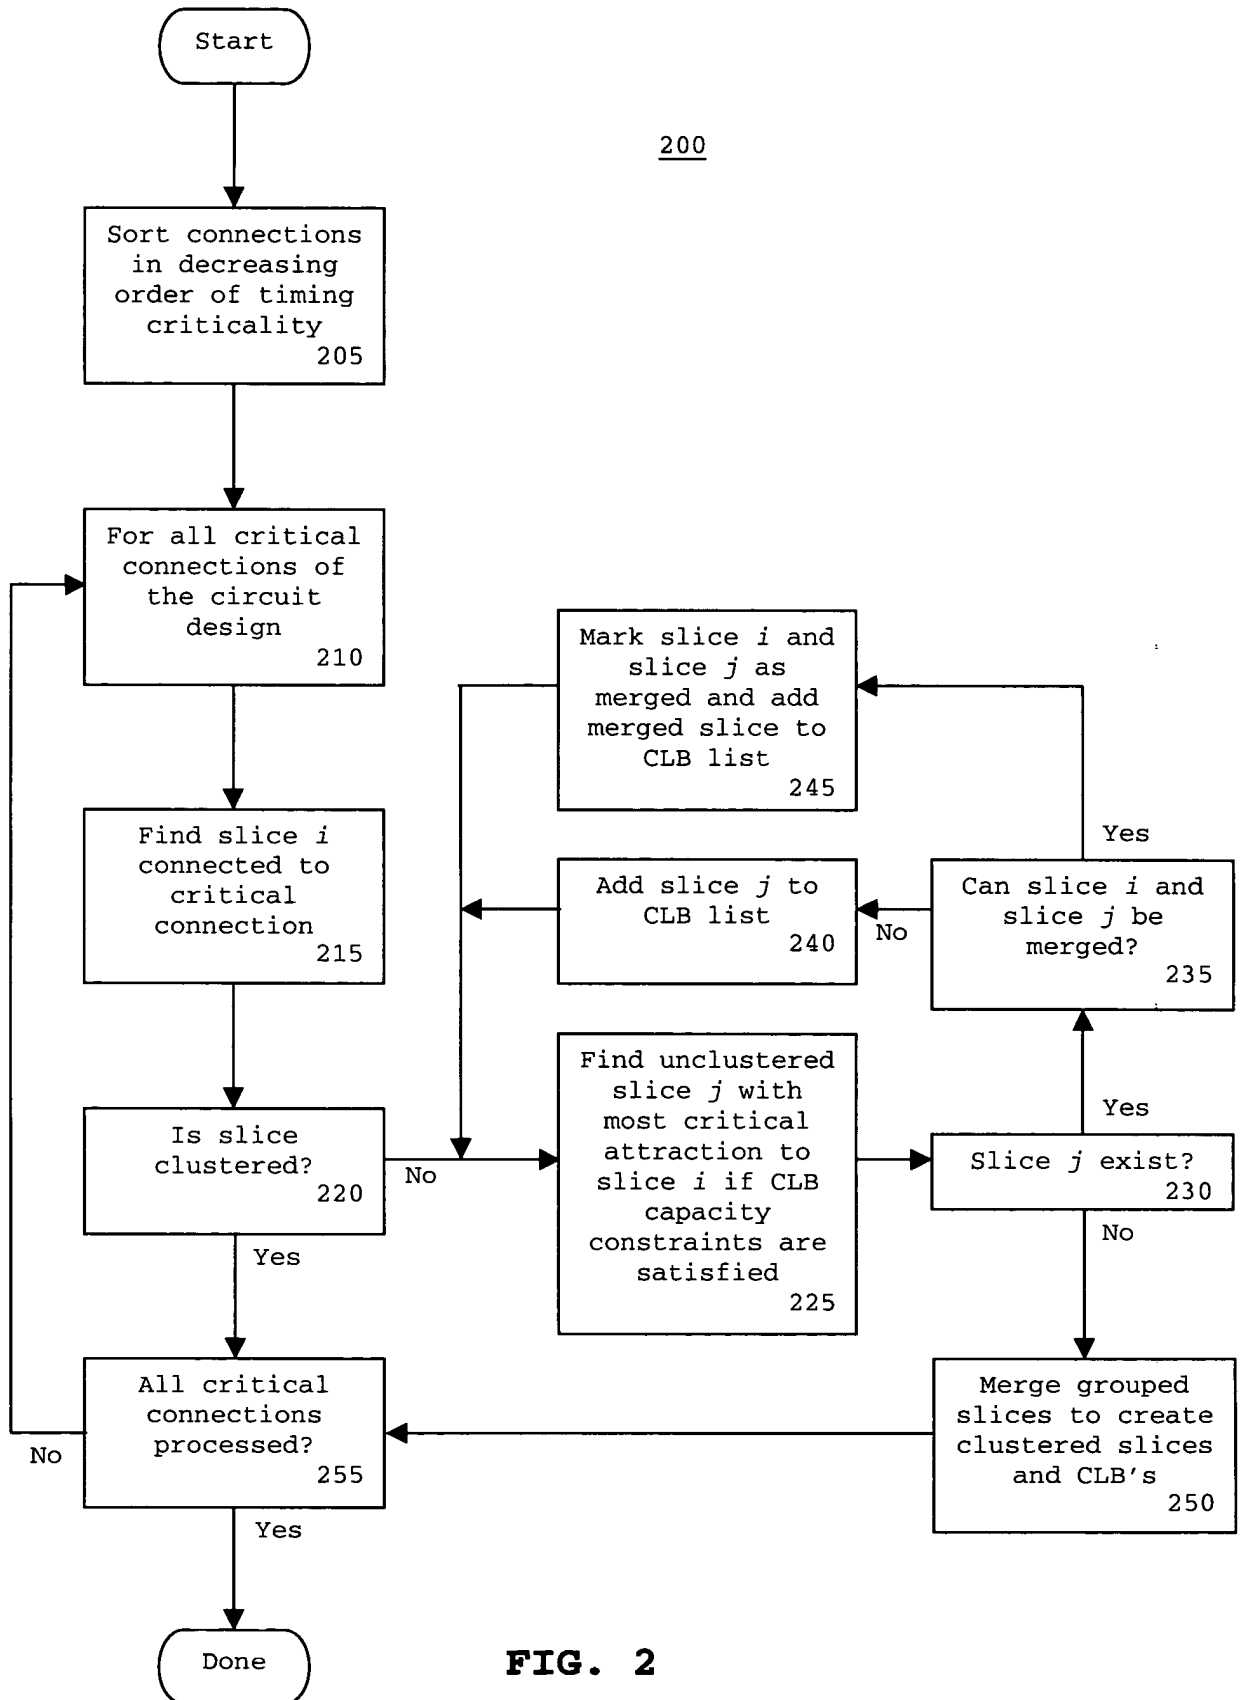 Start
200
Sort connections
in decreasing
order of timing
criticality
205
For all critical
connections of
the circuit
design
210
Find slice i
connected to
critical
connection
215
Is slice
clustered?
220
No
Yes
All critical
connections
processed?
255
No
Yes
Done
Mark slice i and
slice j as
merged and add
merged slice to
CLB list
245
Add slice j to
CLB list
240
Find unclustered
slice j with
most critical
attraction to
slice i if CLB
capacity
constraints are
satisfied
225
Yes
Can slice i and
slice j be
merged?
235
No
Yes
Slice j exist?
230
No
Merge grouped
slices to create
clustered slices
and CLB's
250
FIG. 2